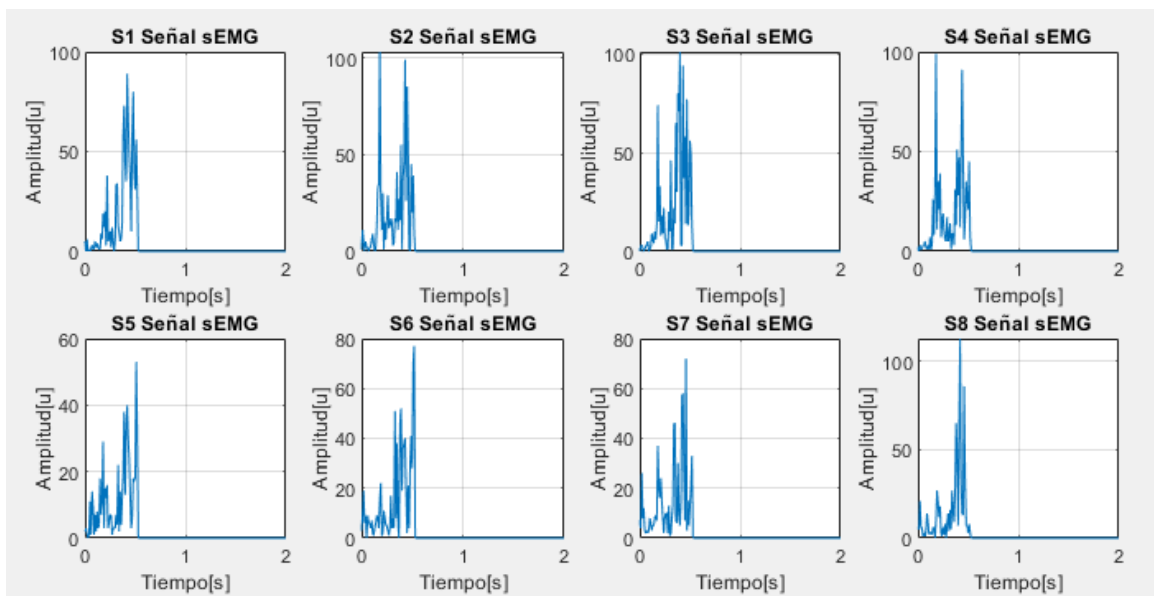 S1 Señal sEMG
100
50
0
Amplitud[u]
0 1 2
Tiempo[s]
S2 Señal sEMG
100
50
0
Amplitud[u]
0 1 2
Tiempo[s]
S3 Señal sEMG
100
50
0
Amplitud[u]
0 1 2
Tiempo[s]
S4 Señal sEMG
100
50
0
Amplitud[u]
0 1 2
Tiempo[s]
S5 Señal sEMG
60
40
20
0
Amplitud[u]
0 1 2
Tiempo[s]
S6 Señal sEMG
80
60
40
20
0
Amplitud[u]
0 1 2
Tiempo[s]
S7 Señal sEMG
80
60
40
20
0
Amplitud[u]
0 1 2
Tiempo[s]
S8 Señal sEMG
100
50
0
Amplitud[u]
0 1 2
Tiempo[s]